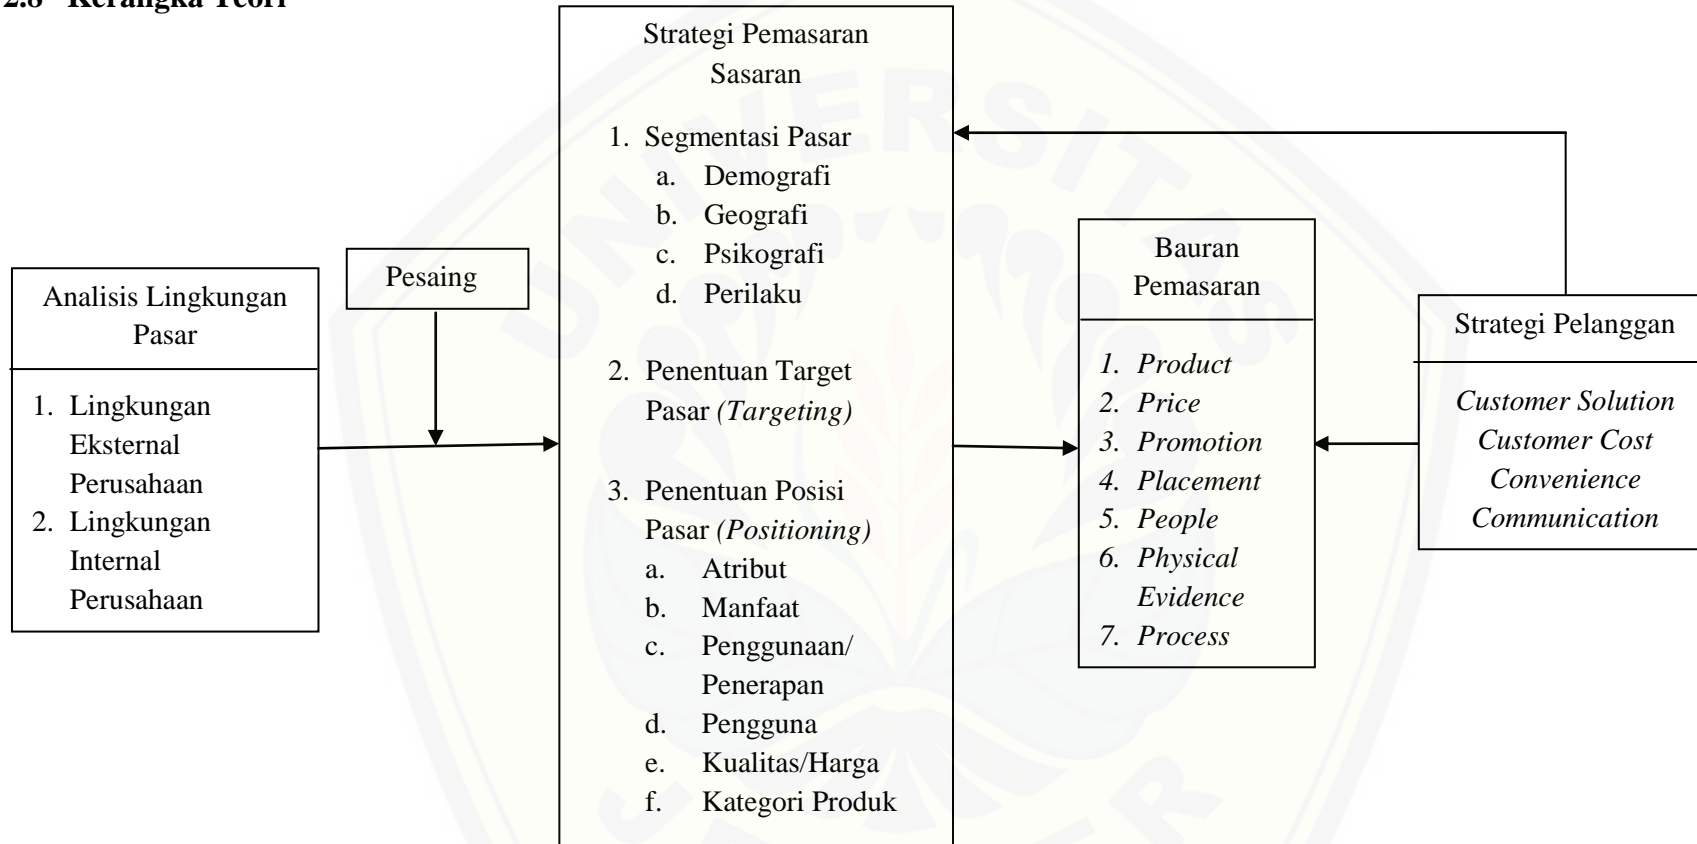 2.8 Kerangka Teori
Analisis Lingkungan
Pasar
1. Lingkungan
Eksternal
Perusahaan
2. Lingkungan
Internal
Perusahaan
Pesaing
Strategi Pemasaran
Sasaran
1. Segmentasi Pasar
a. Demografi
b. Geografi
c. Psikografi
d. Perilaku
2. Penentuan Target
Pasar (Targeting)
3. Penentuan Posisi
Pasar (Positioning)
a. Atribut
b. Manfaat
c. Penggunaan/
Penerapan
d. Pengguna
e. Kualitas/Harga
f. Kategori Produk
Bauran
Pemasaran
1. Product
2. Price
3. Promotion
4. Placement
5. People
6. Physical
Evidence
7. Process
Strategi Pelanggan
Customer Solution
Customer Cost
Convenience
Communication
UNIVERSITAS